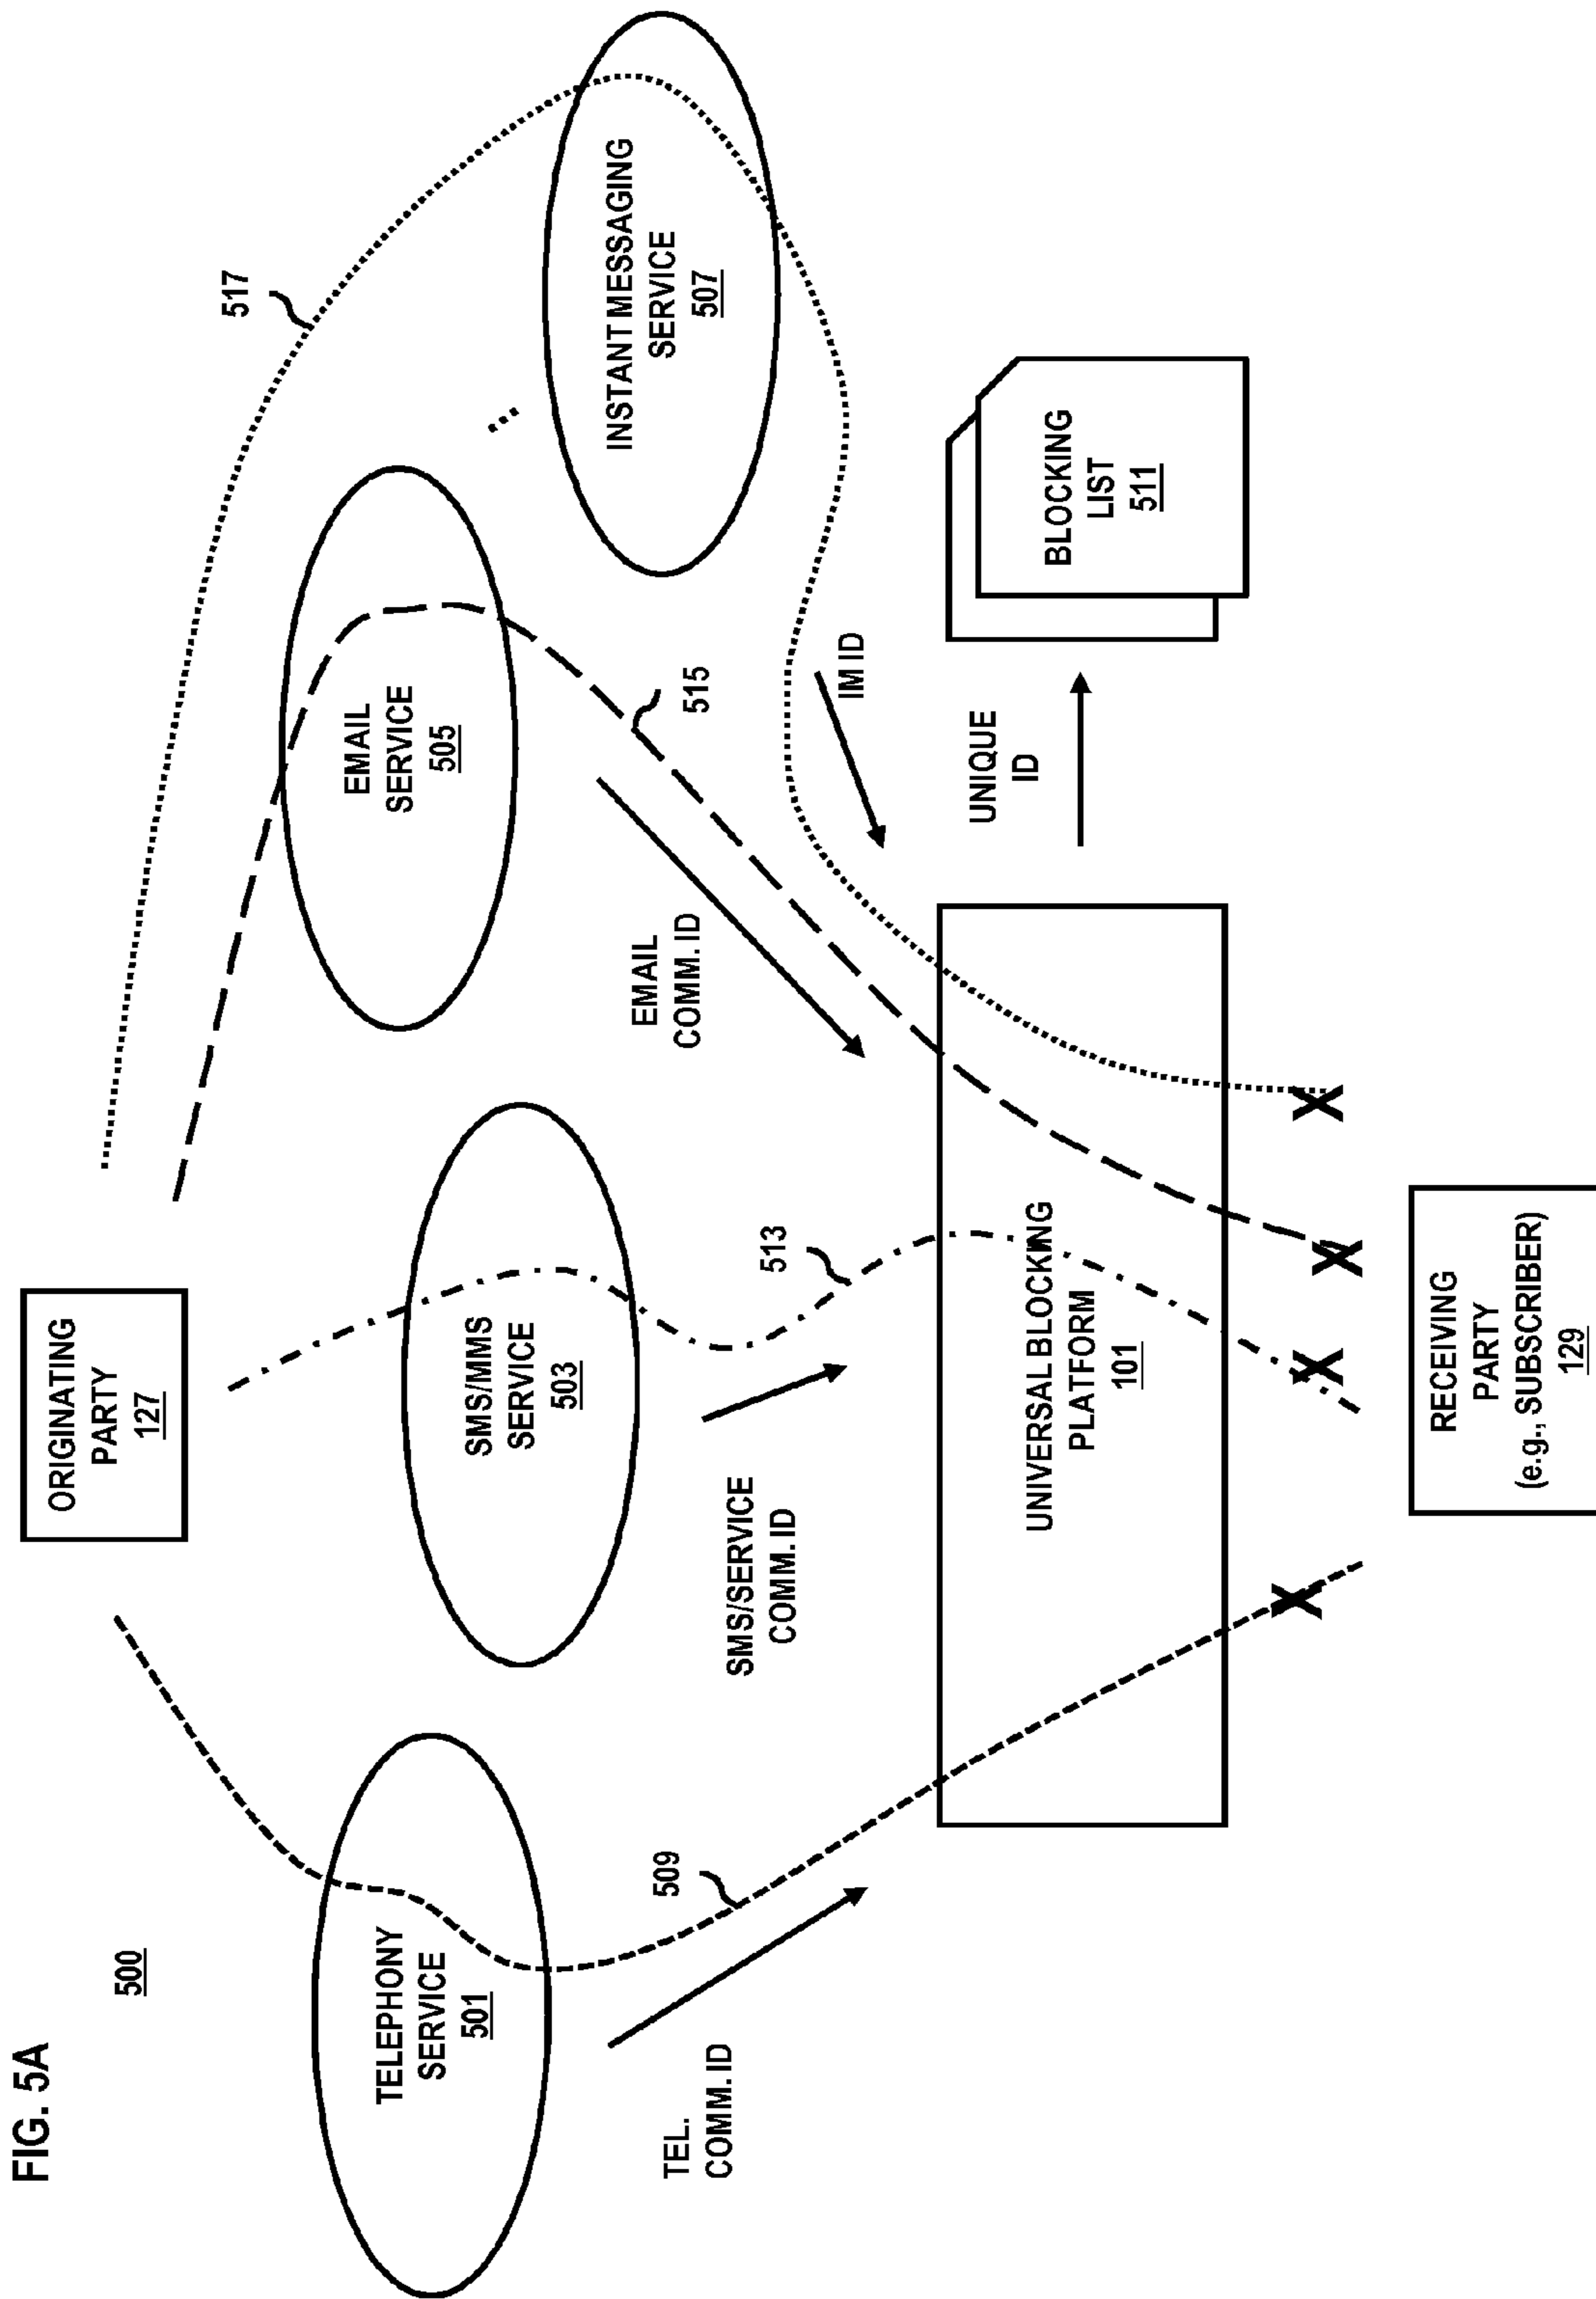 FIG. 5A
500
ORIGINATING
PARTY
127
517
TELEPHONY
SERVICE
501
SMS/MMS
SERVICE
503
EMAIL
SERVICE
505
INSTANT MESSAGING
SERVICE
507
TEL.
COMM. ID
509
SMS/SERVICE
COMM. ID
513
EMAIL
COMM. ID
515
IM ID
UNIVERSAL BLOCKING
PLATFORM
101
UNIQUE
ID
BLOCKING
LIST
511
RECEIVING
PARTY
(e.g., SUBSCRIBER)
129